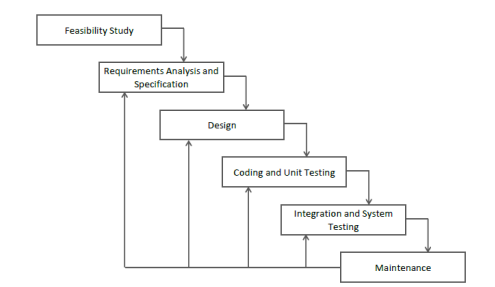 Feasibility Study
Requirements Analysis and
Specification
Design
Coding and Unit Testing
Integration and System
Testing
Maintenance